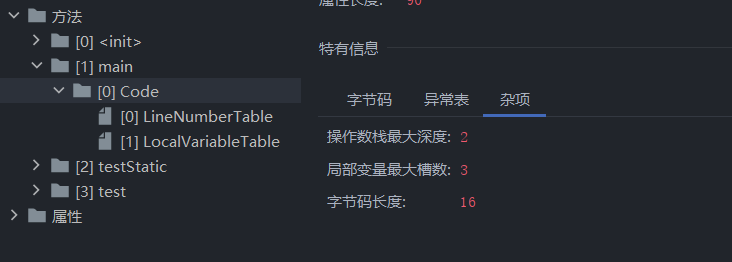 方法
[0] <init>
[1] main
[0] Code
[0] LineNumberTable
[1] LocalVariableTable
[2] testStatic
[3] test
属性
属性长度: 90
特有信息
字节码 异常表 杂项
操作数栈最大深度: 2
局部变量最大槽数: 3
字节码长度: 16